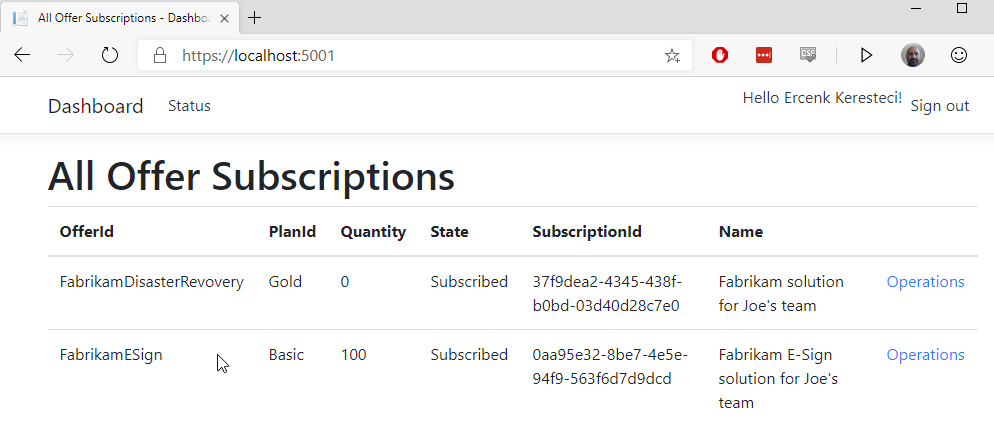 All Offer Subscriptions - Dashboa
https://localhost:5001
Dashboard Status Hello Ercenk Keresteci! Sign out
All Offer Subscriptions
OfferId PlanId Quantity State SubscriptionId Name
FabrikamDisasterRevovery Gold 0 Subscribed 37f9dea2-4345-438f- Fabrikam solution Operations
b0bd-03d40d28c7e0 for Joe's team
FabrikamESign Basic 100 Subscribed 0aa95e32-8be7-4e5e- Fabrikam E-Sign Operations
94f9-563f6d7d9dcd solution for Joe's
team